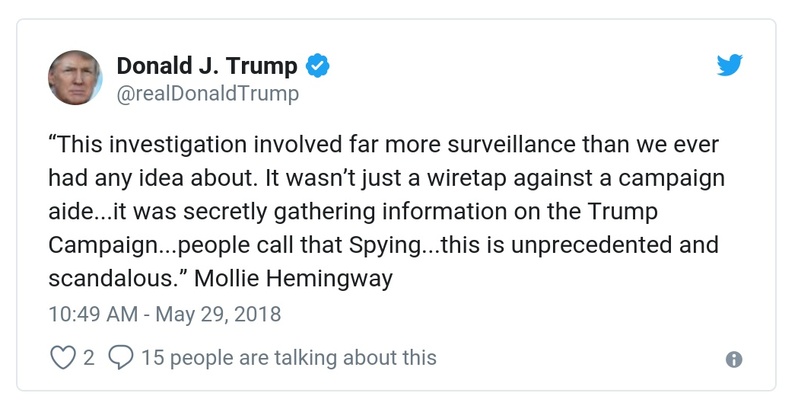 Donald J. Trump
@realDonaldTrump
“This investigation involved far more surveillance than we ever
had any idea about. It wasn’t just a wiretap against a campaign
aide...it was secretly gathering information on the Trump
Campaign...people call that Spying...this is unprecedented and
scandalous.” Mollie Hemingway
10:49 AM - May 29, 2018
2 15 people are talking about this